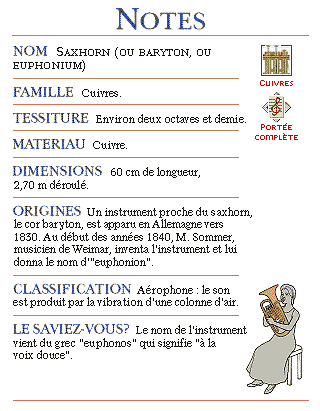 NOTES
NOM SAXHORN (OU BARYTON, OU
EUPHONIUM)
FAMILLE Cuivres.
CUIVRES
TESSITURE Environ deux octaves et demie.
PORTÉE
COMPLÈTE
MATERIAU Cuivre.
DIMENSIONS 60 cm de longueur,
2,70 m déroulé.
ORIGINES Un instrument proche du saxhorn,
le cor baryton, est apparu en Allemagne vers
1830. Au début des années 1840, M. Sommer,
musicien de Weimar, inventa l'instrument et lui
donna le nom d'"euphonion".
CLASSIFICATION Aérophone : le son
est produit par la vibration d'une colonne d'air.
LE SAVIEZ-VOUS? Le nom de l'instrument
vient du grec "euphonos" qui signifie "à la
voix douce".